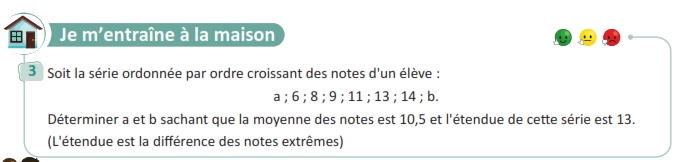 Je m'entraîne à la maison
3 Soit la série ordonnée par ordre croissant des notes d'un élève :
a ; 6 ; 8 ; 9 ; 11 ; 13 ; 14 ; b.
Déterminer a et b sachant que la moyenne des notes est 10,5 et l'étendue de cette série est 13.
(L'étendue est la différence des notes extrêmes)